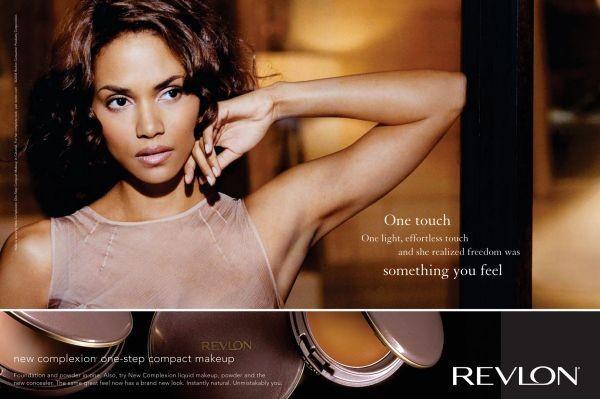 One touch
One light, effortless touch
and she realized freedom was
something you feel
REVLON
new complexion one-step compact makeup
Foundation and powder in one. Also, try New Complexion liquid makeup, powder and the
new concealer. The same great feel now has a brand new look. Instantly natural. Unmistakably you.
REVLON